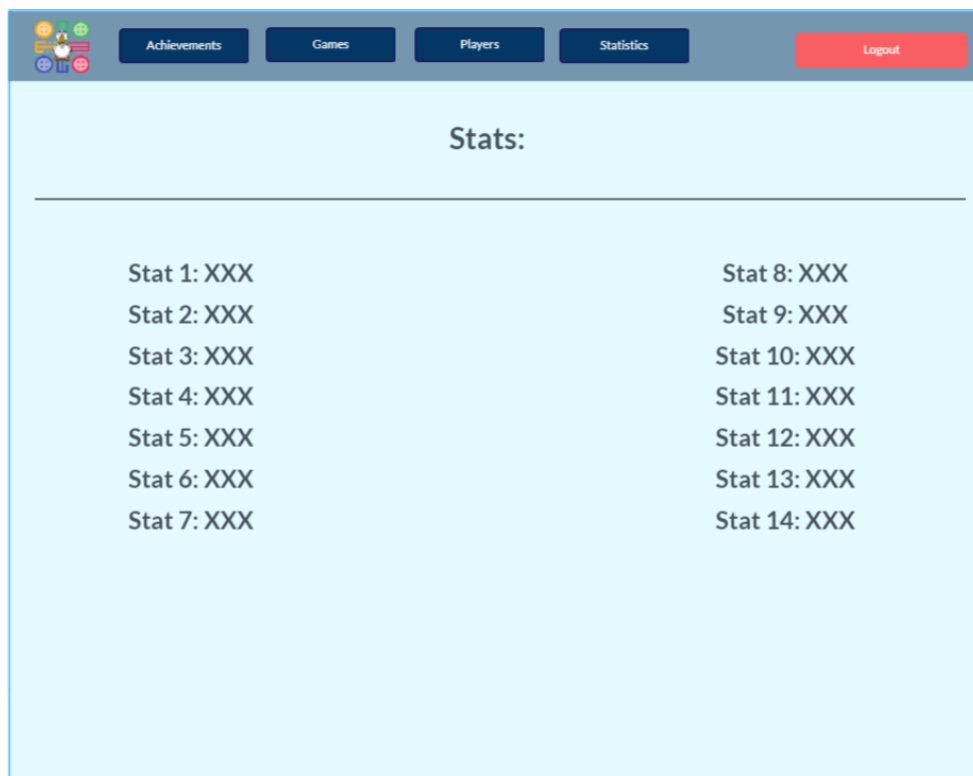 Achievements
Games
Players
Statistics
Logout
Stats:
Stat 1: XXX
Stat 2: XXX
Stat 3: XXX
Stat 4: XXX
Stat 5: XXX
Stat 6: XXX
Stat 7: XXX
Stat 8: XXX
Stat 9: XXX
Stat 10: XXX
Stat 11: XXX
Stat 12: XXX
Stat 13: XXX
Stat 14: XXX